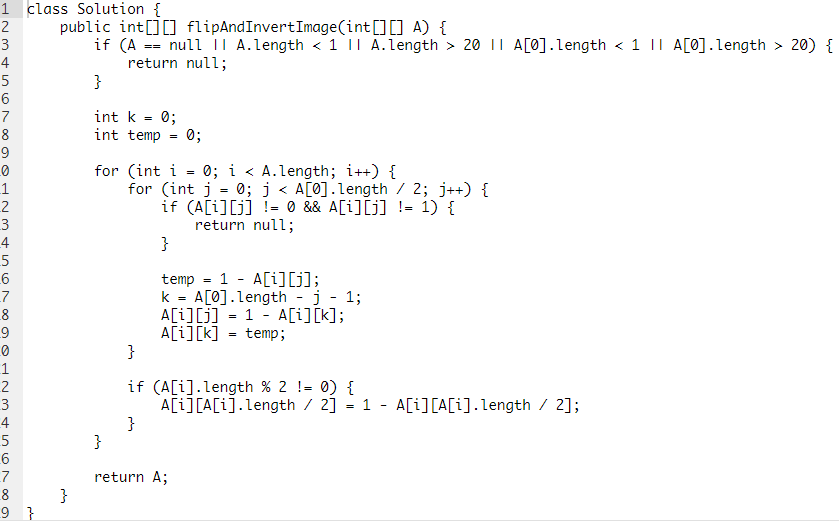 1 class Solution {
2 public int[][] flipAndInvertImage(int[][] A) {
3 if (A == null || A.length < 1 || A.length > 20 || A[0].length < 1 || A[0].length > 20) {
4 return null;
5 }
6
7 int k = 0;
8 int temp = 0;
9
0 for (int i = 0; i < A.length; i++) {
1 for (int j = 0; j < A[0].length / 2; j++) {
2 if (A[i][j] != 0 && A[i][j] != 1) {
3 return null;
4 }
5
6 temp = 1 - A[i][j];
7 k = A[0].length - j - 1;
8 A[i][j] = 1 - A[i][k];
9 A[i][k] = temp;
0 }
1
2 if (A[i].length % 2 != 0) {
3 A[i][A[i].length / 2] = 1 - A[i][A[i].length / 2];
4 }
5 }
6
7 return A;
8 }
9 }